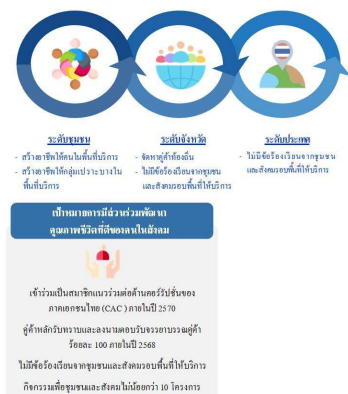 ระดับชุมชน
- สร้างอาชีพให้คนในพื้นที่บริการ
- สร้างอาชีพให้กลุ่มเปราะบางใน
พื้นที่บริการ
ระดับจังหวัด
- จัดหาคู่ค้าท้องถิ่น
- ไม่มีข้อร้องเรียนจากชุมชน
และสังคมรอบพื้นที่ให้บริการ
ระดับประเทศ
- ไม่มีข้อร้องเรียนจากชุมชน
และสังคมรอบพื้นที่ให้บริการ
เป้าหมายการมีส่วนร่วมพัฒนา
คุณภาพชีวิตที่ดีของคนในสังคม
เข้าร่วมเป็นสมาชิกแนวร่วมต่อต้านคอร์รัปชั่นของ
ภาคเอกชนไทย (CAC ) ภายในปี 2570
คู่ค้าหลักรับทราบและลงนามตอบรับจรรยาบรรณคู่ค้า
ร้อยละ 100 ภายในปี 2568
ไม่มีข้อร้องเรียนจากชุมชนและสังคมรอบพื้นที่ให้บริการ
กิจกรรมเพื่อชุมชนและสังคมไม่น้อยกว่า 10 โครงการ